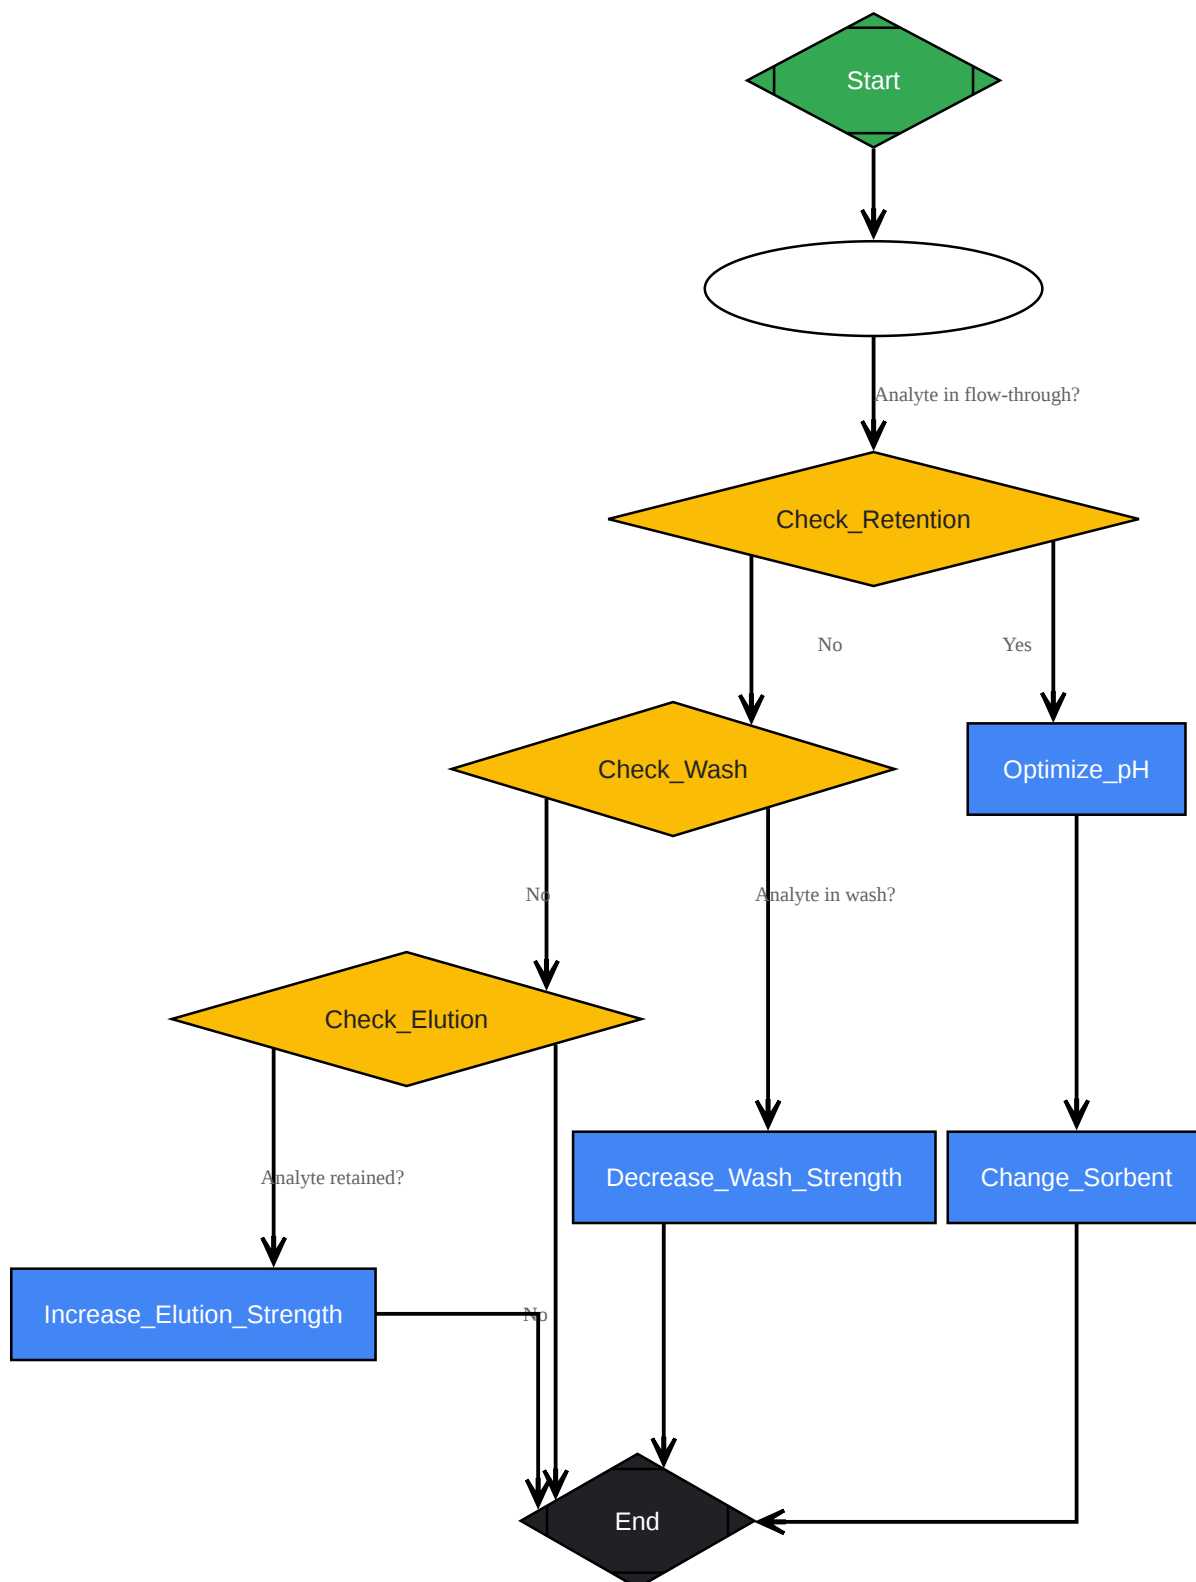 Start
Analyte in flow-through?
Check_Retention
No
Yes
Check_Wash
Optimize_pH
No
Analyte in wash?
Check_Elution
Analyte retained?
Decrease_Wash_Strength
Change_Sorbent
Increase_Elution_Strength
No
End